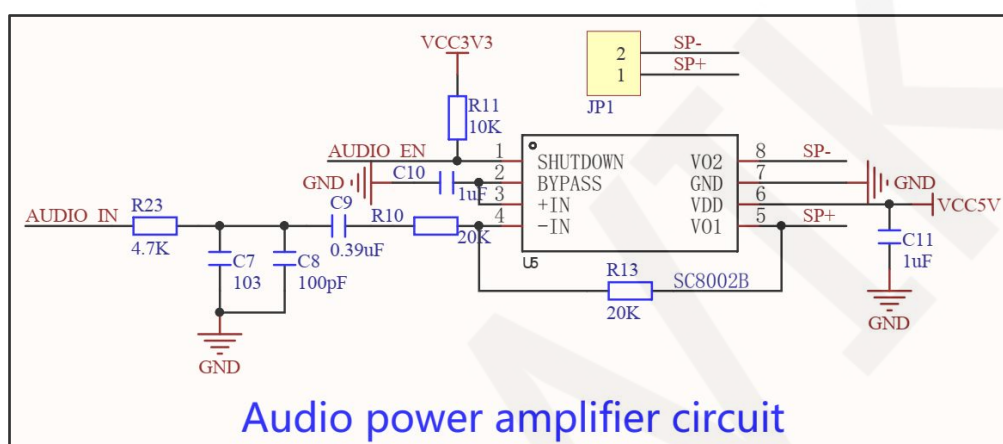 VCC3V3
SP-
SP+
2
1
JP1
R11
10K
AUDIO_EN
1
SHUTDOWN
VO2
8
SP-
C10
GND
1uF
2
BYPASS
GND
7
GND
3
+IN
VDD
6
VCC5V
AUDIO_IN
R23
4.7K
C9
0.39uF
R10
20K
4
−IN
VO1
5
SP+
C7
103
C8
100pF
U5
SC8002B
R13
20K
C11
1uF
GND
GND
Audio power amplifier circuit